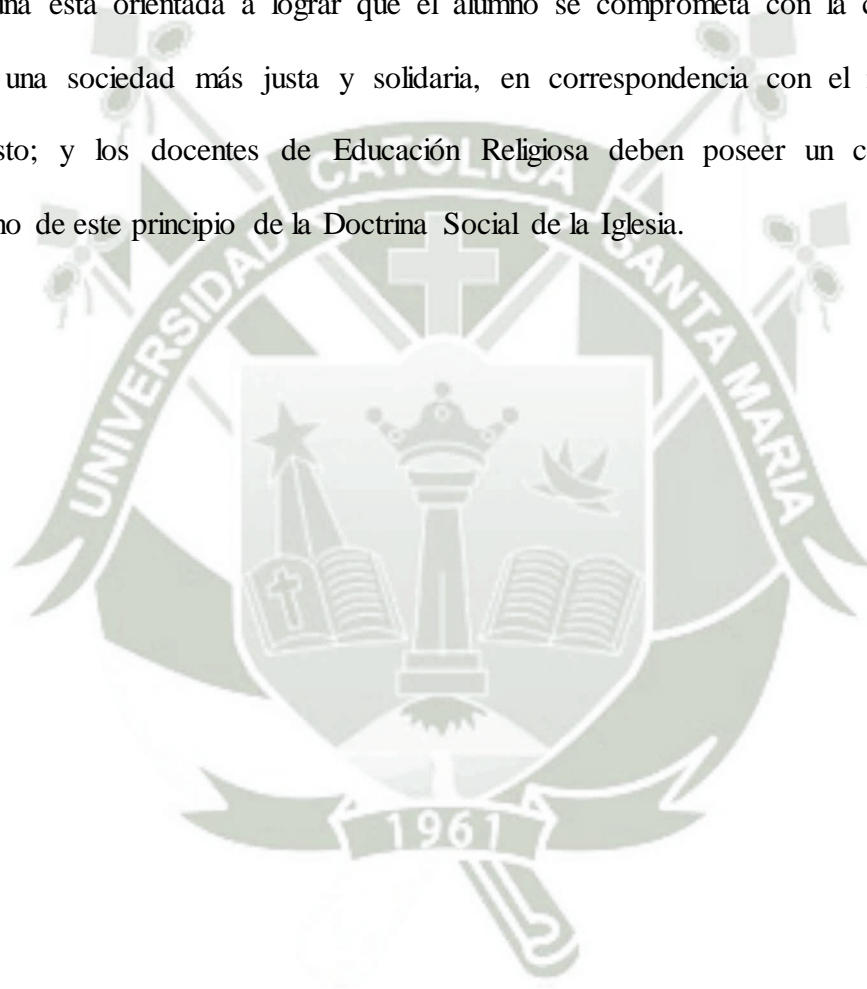 una está orientada a lograr que el alumno se comprometa con la
una sociedad más justa y solidaria, en correspondencia con el
y los docentes de Educación Religiosa deben poseer un
de este principio de la Doctrina Social de la Iglesia.
UNIVERSIDAD CATOLICA SANTA MARIA
1961